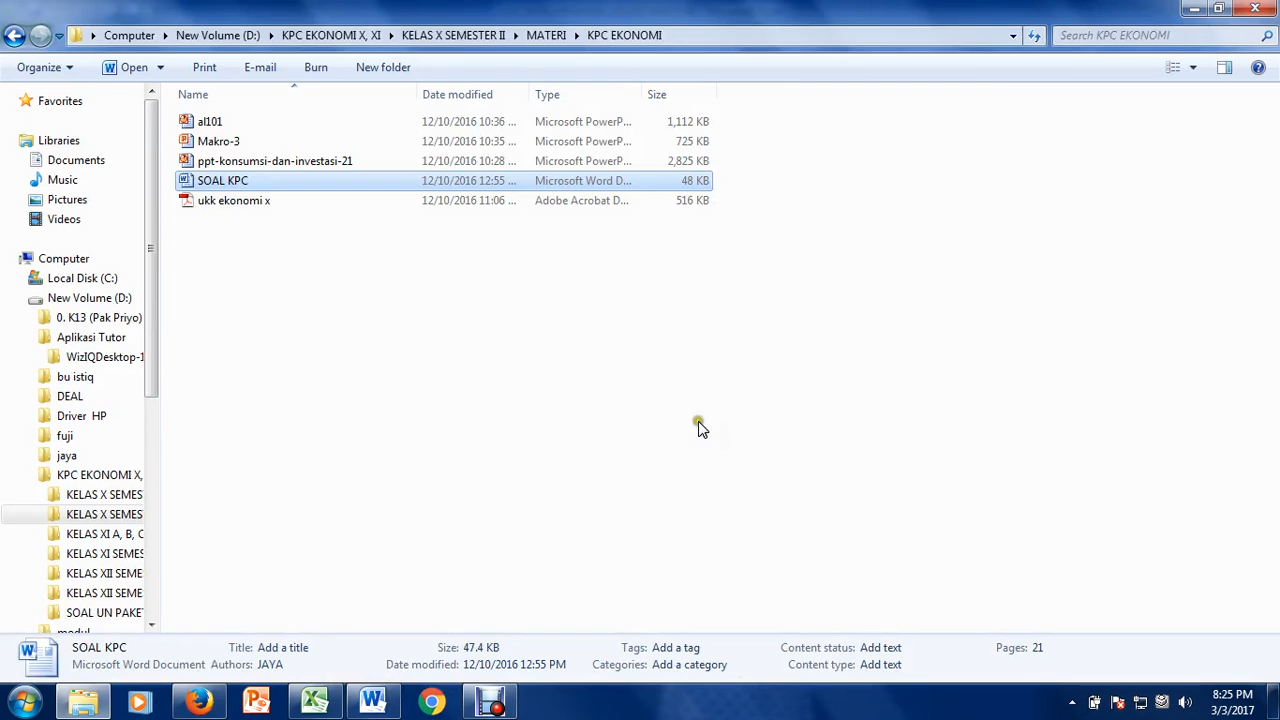 Computer New Volume (D:) KPC EKONOMI X, XI KELAS X SEMESTER II MATERI KPC EKONOMI Search KPC EKONOMI
Organize Open Print E-mail Burn New folder
Name Date modified Type Size
Favorites
Libraries
Documents
Music
Pictures
Videos
Computer
Local Disk (C:)
New Volume (D:)
0. K13 (Pak Priyo)
Aplikasi Tutor
WizIQDesktop-1
bu istiq
DEAL
Driver HP
fuji
jaya
KPC EKONOMI X,
KELAS X SEMES
KELAS X SEMES
KELAS XI A, B, C
KELAS XI SEMES
KELAS XII SEME
KELAS XII SEME
SOAL UN PAKE
modul
al101 12/10/2016 10:36 ... Microsoft PowerP... 1,112 KB
Makro-3 12/10/2016 10:35 ... Microsoft PowerP... 725 KB
ppt-konsumsi-dan-investasi-21 12/10/2016 10:28 ... Microsoft PowerP... 2,825 KB
SOAL KPC 12/10/2016 12:55 ... Microsoft Word D... 48 KB
ukk ekonomi x 12/10/2016 11:06 ... Adobe Acrobat D... 516 KB
SOAL KPC Title: Add a title Size: 47.4 KB Tags: Add a tag Content status: Add text Pages: 21
Microsoft Word Document Authors: JAYA Date modified: 12/10/2016 12:55 PM Categories: Add a category Content type: Add text
8:25 PM
3/3/2017